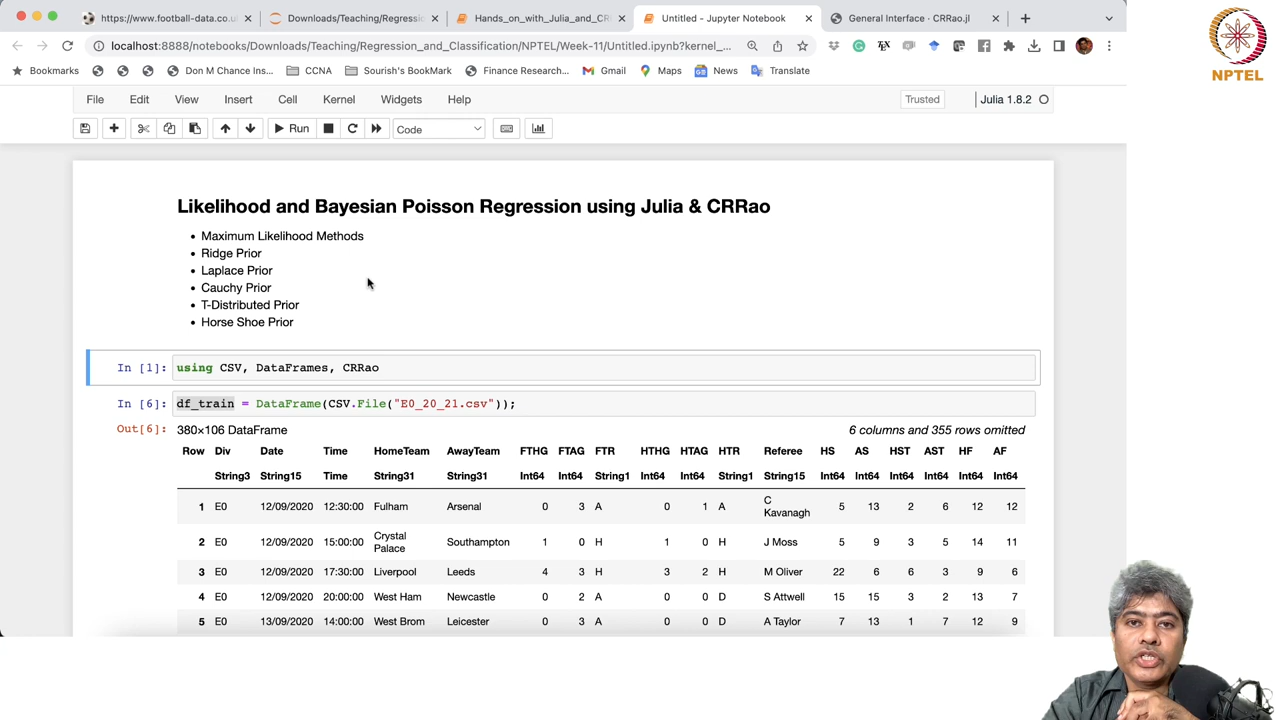 https://www.football-data.co.u
Downloads/Teaching/Regressi
Hands_on_with_Julia_and_CR
Untitled - Jupyter Notebook
General Interface · CRRao.jl
localhost:8888/notebooks/Downloads/Teaching/Regression_and_Classification/NPTEL/Week-11/Untitled.ipynb?kernel_...
Bookmarks
Don M Chance Ins...
CCNA
Sourish's BookMark
Finance Research...
Gmail
Maps
News
Translate
NPTEL
File Edit View Insert Cell Kernel Widgets Help
Trusted
Julia 1.8.2
Run
Code
Likelihood and Bayesian Poisson Regression using Julia & CRRao
• Maximum Likelihood Methods
• Ridge Prior
• Laplace Prior
• Cauchy Prior
• T-Distributed Prior
• Horse Shoe Prior
In [1]: using CSV, DataFrames, CRRao
In [6]: df_train = DataFrame(CSV.File("E0_20_21.csv"));
Out[6]: 380×106 DataFrame 6 columns and 355 rows omitted
Row Div Date Time HomeTeam AwayTeam FTHG FTAG FTR HTHG HTAG HTR Referee HS AS HST AST HF AF
String3 String15 Time String31 String31 Int64 Int64 String1 Int64 Int64 String1 String15 Int64 Int64 Int64 Int64 Int64 Int64
1 E0 12/09/2020 12:30:00 Fulham Arsenal 0 3 A 0 1 A C Kavanagh 5 13 2 6 12 12
2 E0 12/09/2020 15:00:00 Crystal Palace Southampton 1 0 H 1 0 H J Moss 5 9 3 5 14 11
3 E0 12/09/2020 17:30:00 Liverpool Leeds 4 3 H 3 2 H M Oliver 22 6 6 3 9 6
4 E0 12/09/2020 20:00:00 West Ham Newcastle 0 2 A 0 0 D S Attwell 15 15 3 2 13 7
5 E0 13/09/2020 14:00:00 West Brom Leicester 0 3 A 0 0 D A Taylor 7 13 1 7 12 9